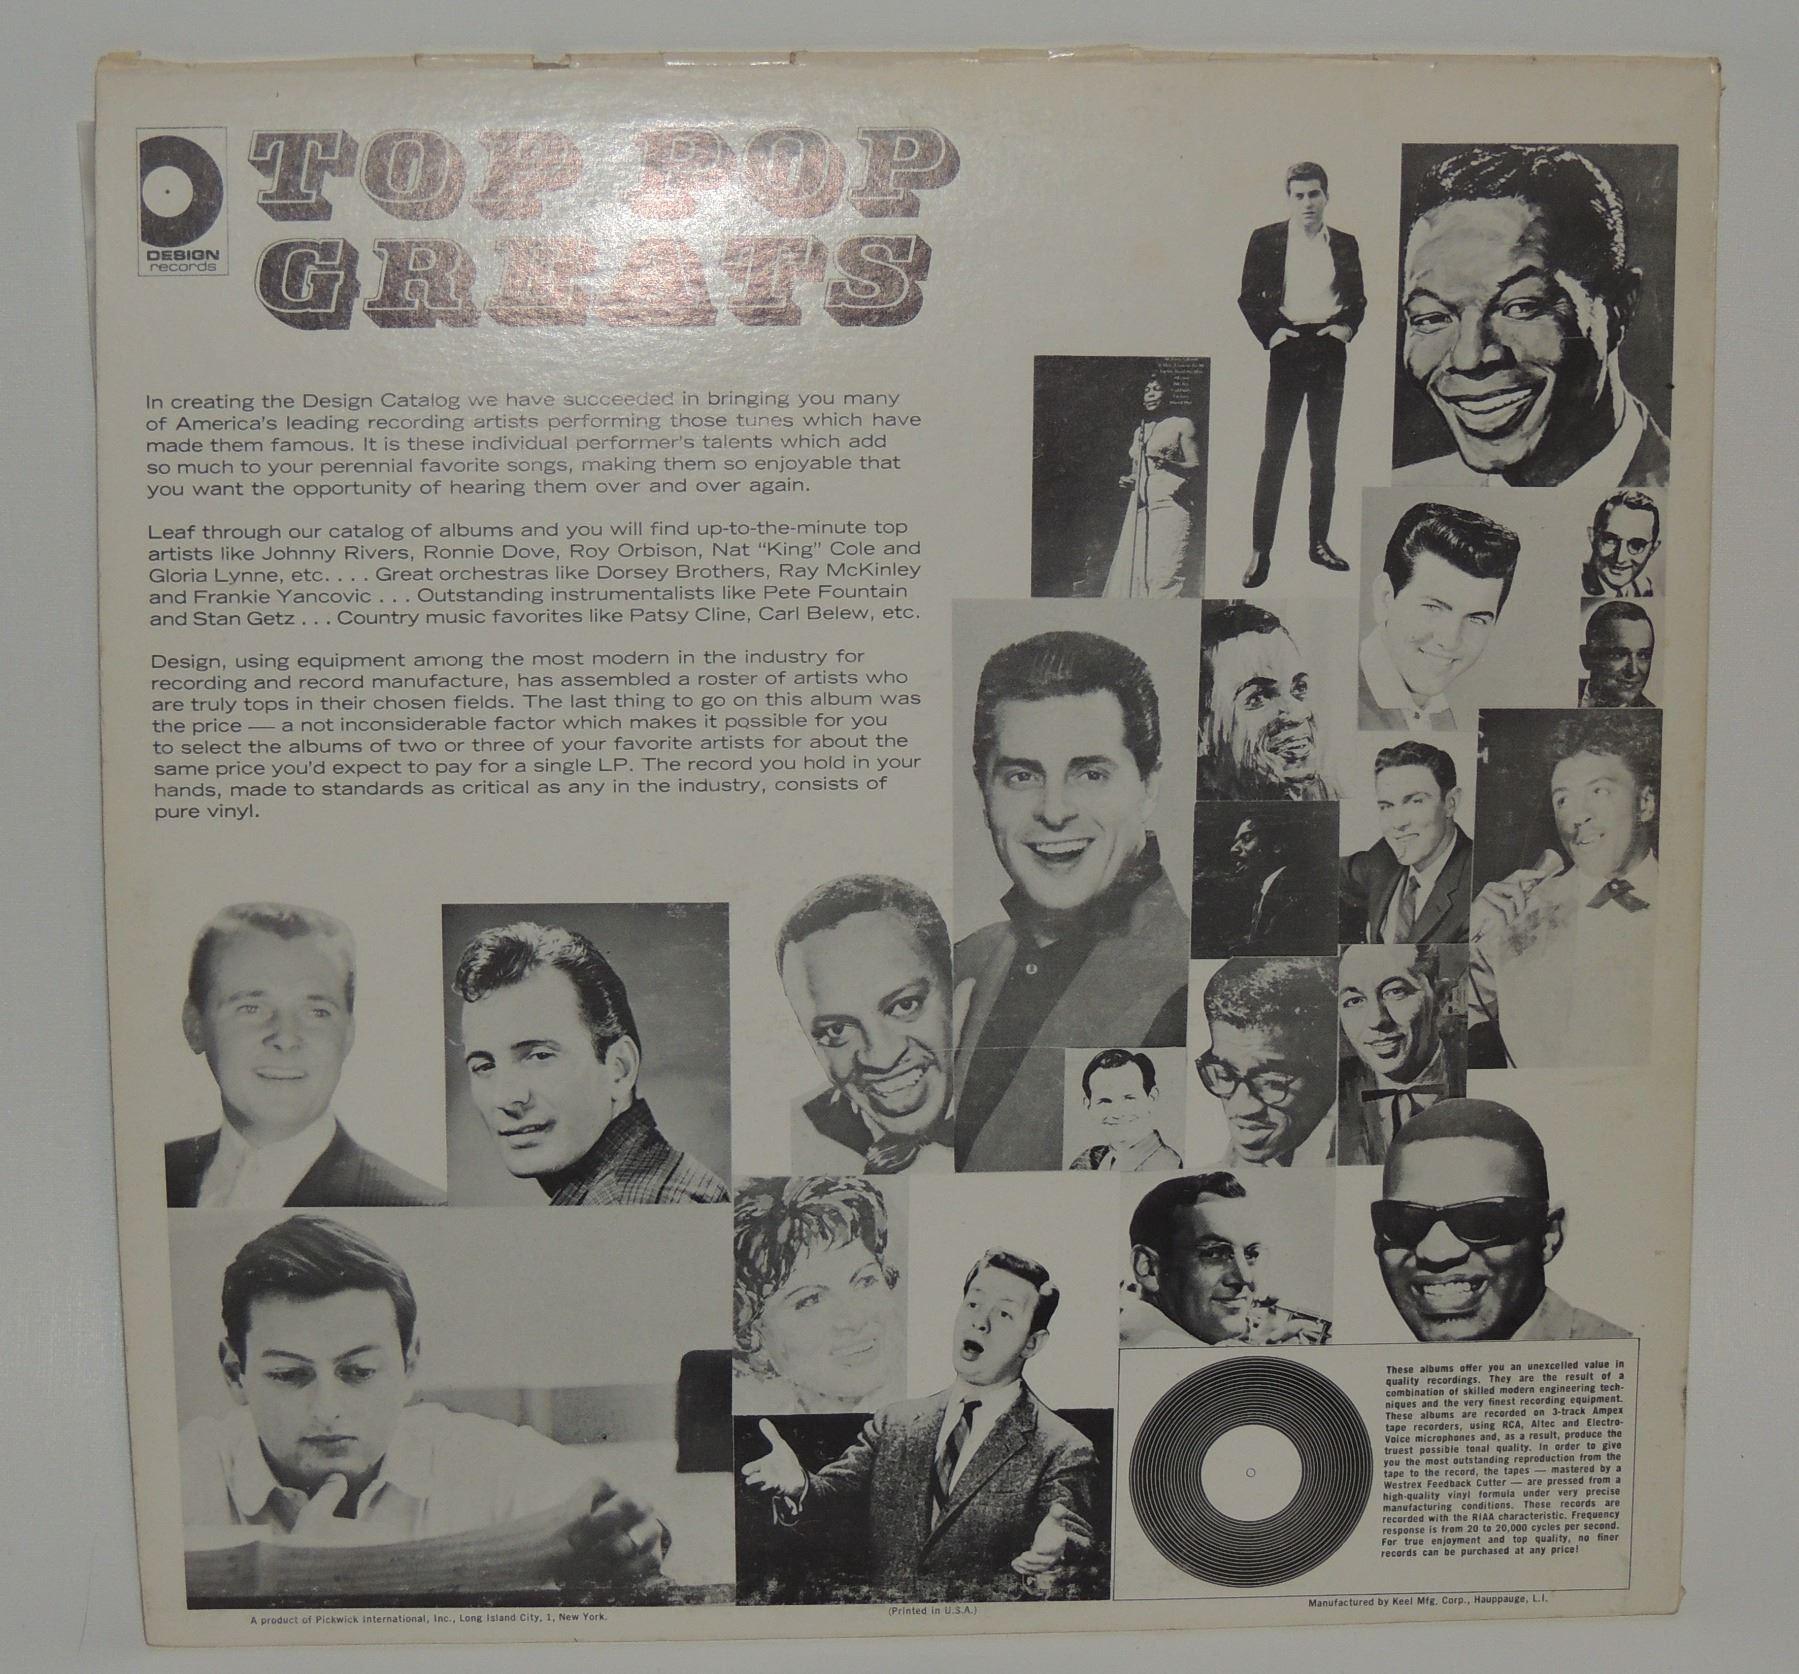 DESIGN
records
TOP POP
GREATS
In creating the Design Catalog we have succeeded in bringing you many
of America's leading recording artists performing those tunes which have
made them famous. It is these individual performer's talents which add
so much to your perennial favorite songs, making them so enjoyable that
you want the opportunity of hearing them over and over again.
Leaf through our catalog of albums and you will find up-to-the-minute top
artists like Johnny Rivers, Ronnie Dove, Roy Orbison, Nat “King” Cole and
Gloria Lynne, etc. . . . Great orchestras like Dorsey Brothers, Ray McKinley
and Frankie Yancovic . . . Outstanding instrumentalists like Pete Fountain
and Stan Getz . . . Country music favorites like Patsy Cline, Carl Belew, etc.
Design, using equipment among the most modern in the industry for
recording and record manufacture, has assembled a roster of artists who
are truly tops in their chosen fields. The last thing to go on this album was
the price — a not inconsiderable factor which makes it possible for you
to select the albums of two or three of your favorite artists for about the
same price you'd expect to pay for a single LP. The record you hold in your
hands, made to standards as critical as any in the industry, consists of
pure vinyl.
These albums offer you an unexcelled value in
quality recordings. They are the result of a
combination of skilled modern engineering tech-
niques and the very finest recording equipment.
These albums are recorded on 3-track Ampex
tape recorders, using RCA, Altec and Electro-
Voice microphones and, as a result, produce the
truest possible tonal quality. In order to give
you the most outstanding reproduction from the
tape to the record, the tapes — mastered by a
Westrex Feedback Cutter — are pressed from a
high-quality vinyl formula under very precise
manufacturing conditions. These records are
recorded with the RIAA characteristic. Frequency
response is from 20 to 20,000 cycles per second.
For true enjoyment and top quality, no finer
records can be purchased at any price!
A product of Pickwick International, Inc., Long Island City, 1, New York.
(Printed in U.S.A.)
Manufactured by Keel Mfg. Corp., Hauppauge, L.I.